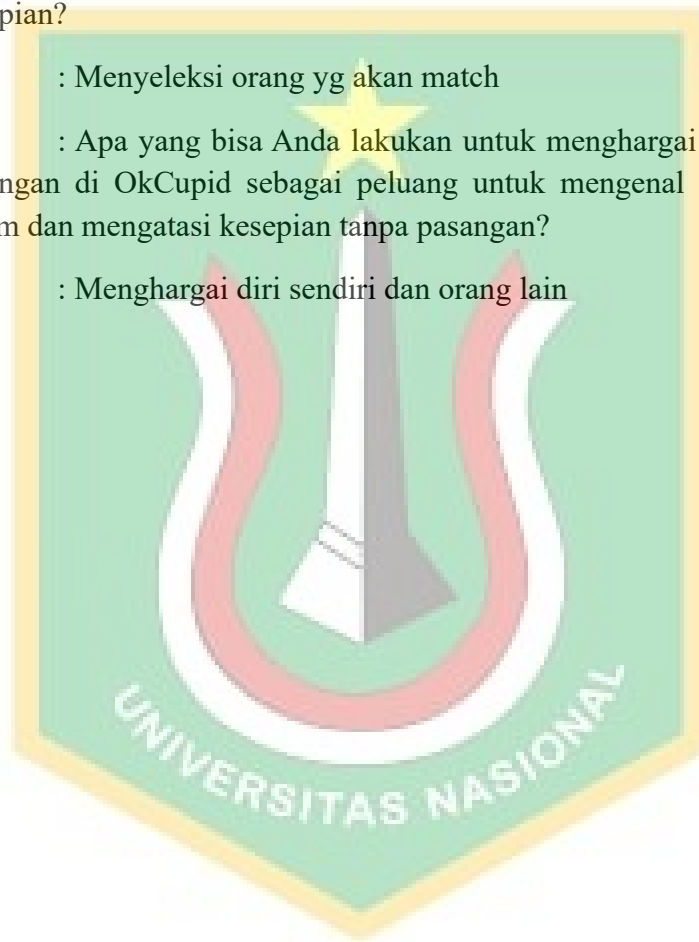 pian?
: Menyeleksi orang yg akan match
: Apa yang bisa Anda lakukan untuk menghargai
ngan di OkCupid sebagai peluang untuk mengenal
m dan mengatasi kesepian tanpa pasangan?
: Menghargai diri sendiri dan orang lain
UNIVERSITAS NASIONAL